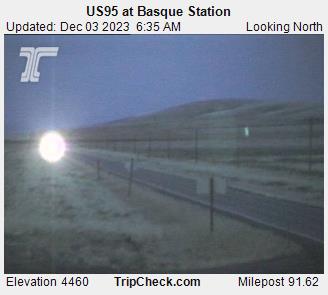 US95 at Basque Station
Updated: Dec 03 2023 6:35 AM Looking North
Elevation 4460 TripCheck.com Milepost 91.62